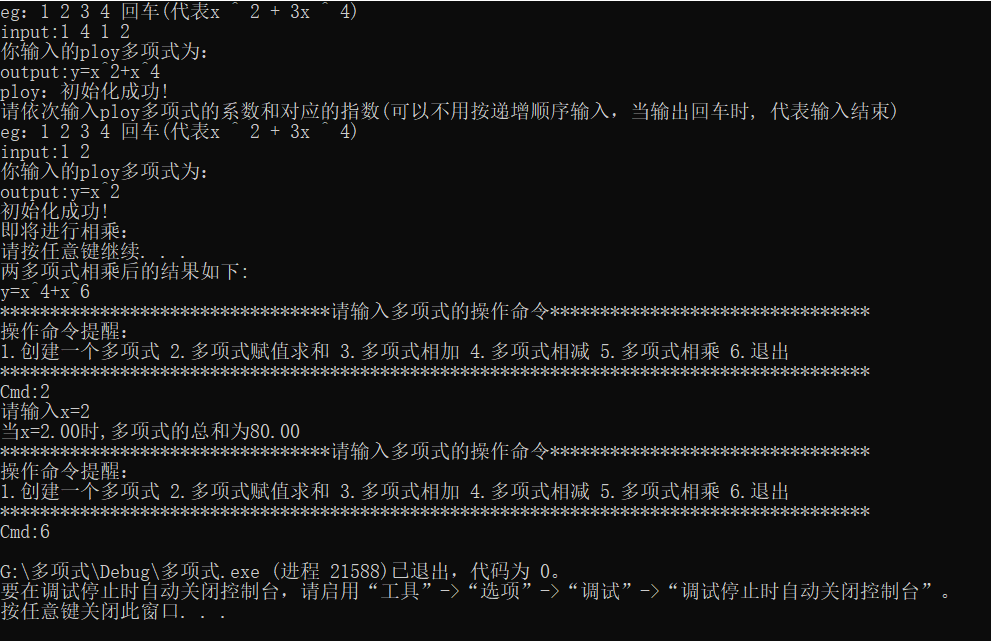 eg: 1 2 3 4 回车(代表x ^ 2 + 3x ^ 4)
input:1 4 1 2
你输入的ploy多项式为:
output:y=x^2+x^4
ploy: 初始化成功!
请依次输入ploy多项式的系数和对应的指数(可以不用按递增顺序输入, 当输出回车时, 代表输入结束)
eg: 1 2 3 4 回车(代表x ^ 2 + 3x ^ 4)
input:1 2
你输入的ploy多项式为:
output:y=x^2
初始化成功!
即将进行相乘:
请按任意键继续. . .
两多项式相乘后的结果如下:
y=x^4+x^6
*********************************请输入多项式的操作命令********************************
操作命令提醒:
1.创建一个多项式 2.多项式赋值求和 3.多项式相加 4.多项式相减 5.多项式相乘 6.退出
***************************************************************************************
Cmd:2
请输入x=2
当x=2.00时,多项式的总和为80.00
*********************************请输入多项式的操作命令********************************
操作命令提醒:
1.创建一个多项式 2.多项式赋值求和 3.多项式相加 4.多项式相减 5.多项式相乘 6.退出
***************************************************************************************
Cmd:6
G:\多项式\Debug\多项式.exe (进程 21588)已退出，代码为 0。
要在调试停止时自动关闭控制台，请启用“工具”->“选项”->“调试”->“调试停止时自动关闭控制台”。
按任意键关闭此窗口. . .